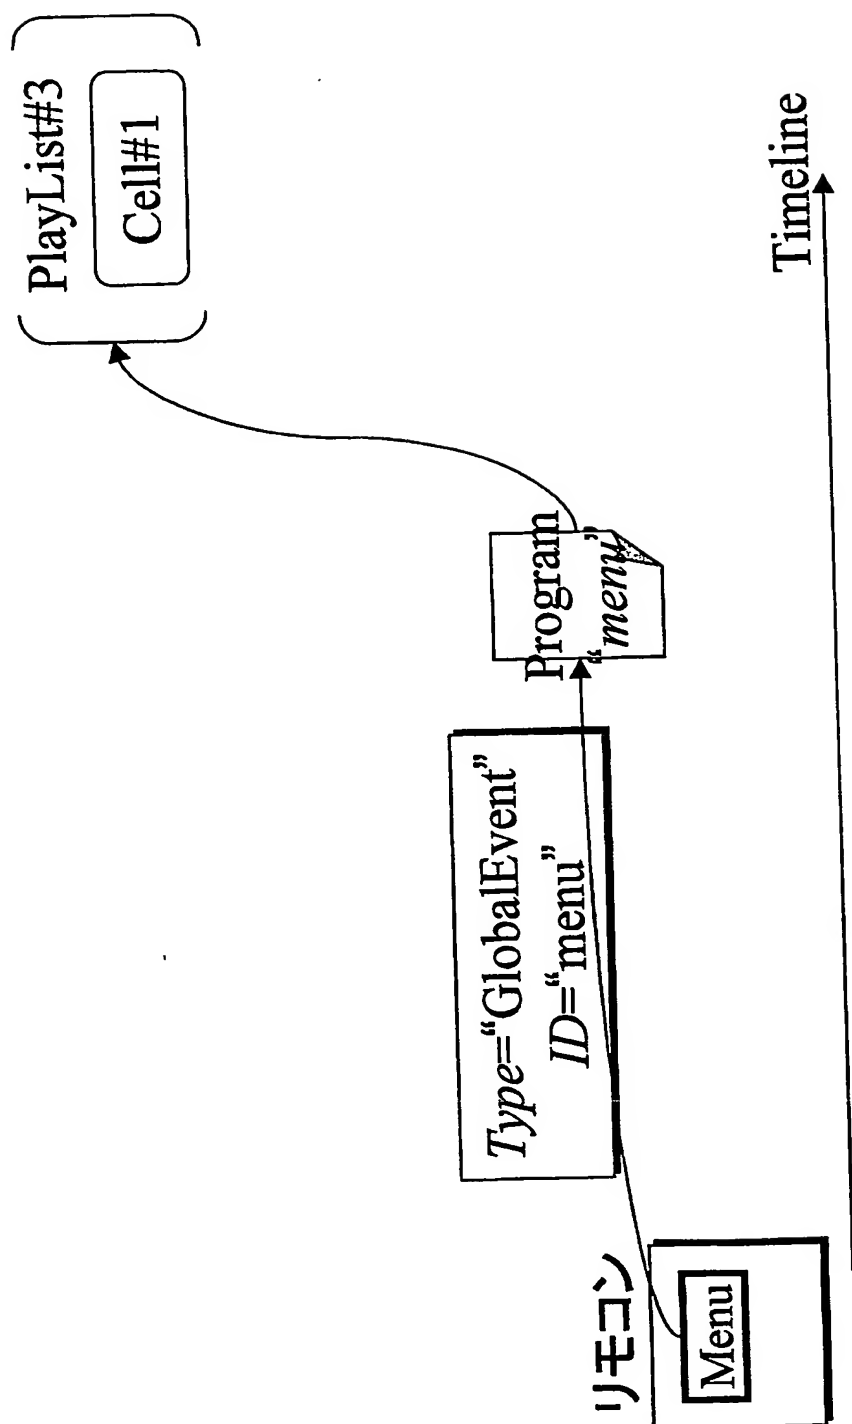 リモコン
Menu
Type=“GlobalEvent”
ID=“menu”
Program
“menu”
PlayList#3
Cell#1
Timeline